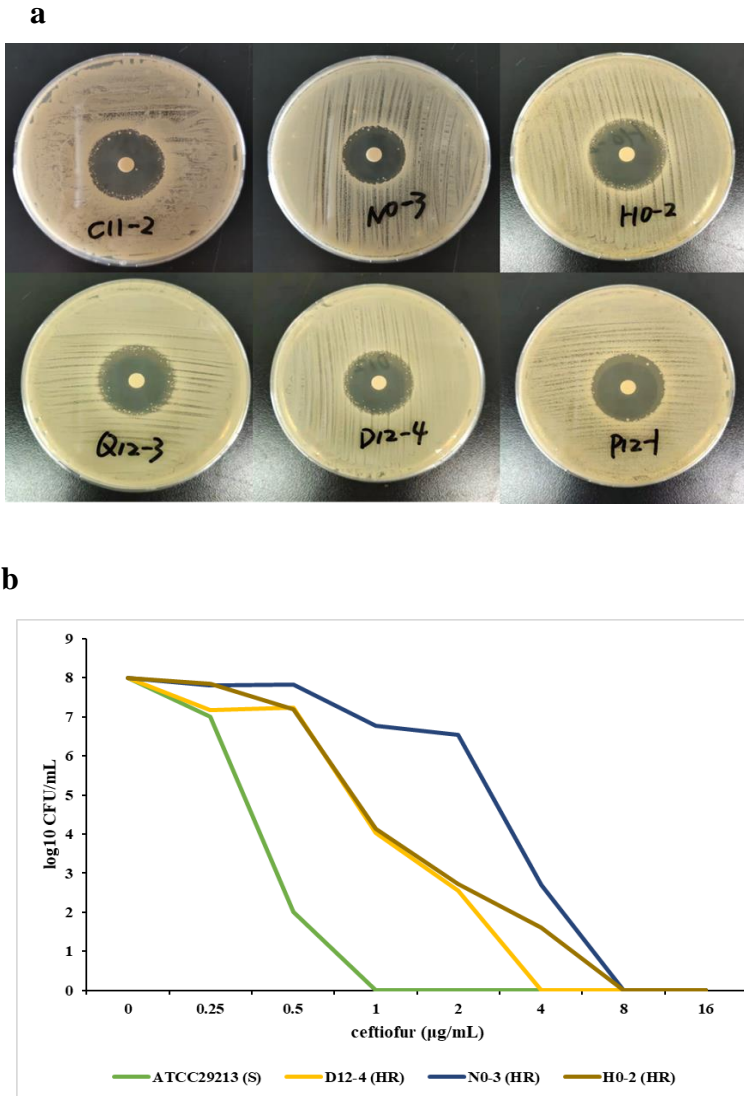 a
C11-2
N0-3
H0-2
Q12-3
D12-4
P12-1
b
9
8
7
6
5
4
3
2
1
0
log10 CFU/mL
0 0.25 0.5 1 2 4 8 16
ceftiofur (µg/mL)
ATCC29213 (S) D12-4 (HR) N0-3 (HR) H0-2 (HR)